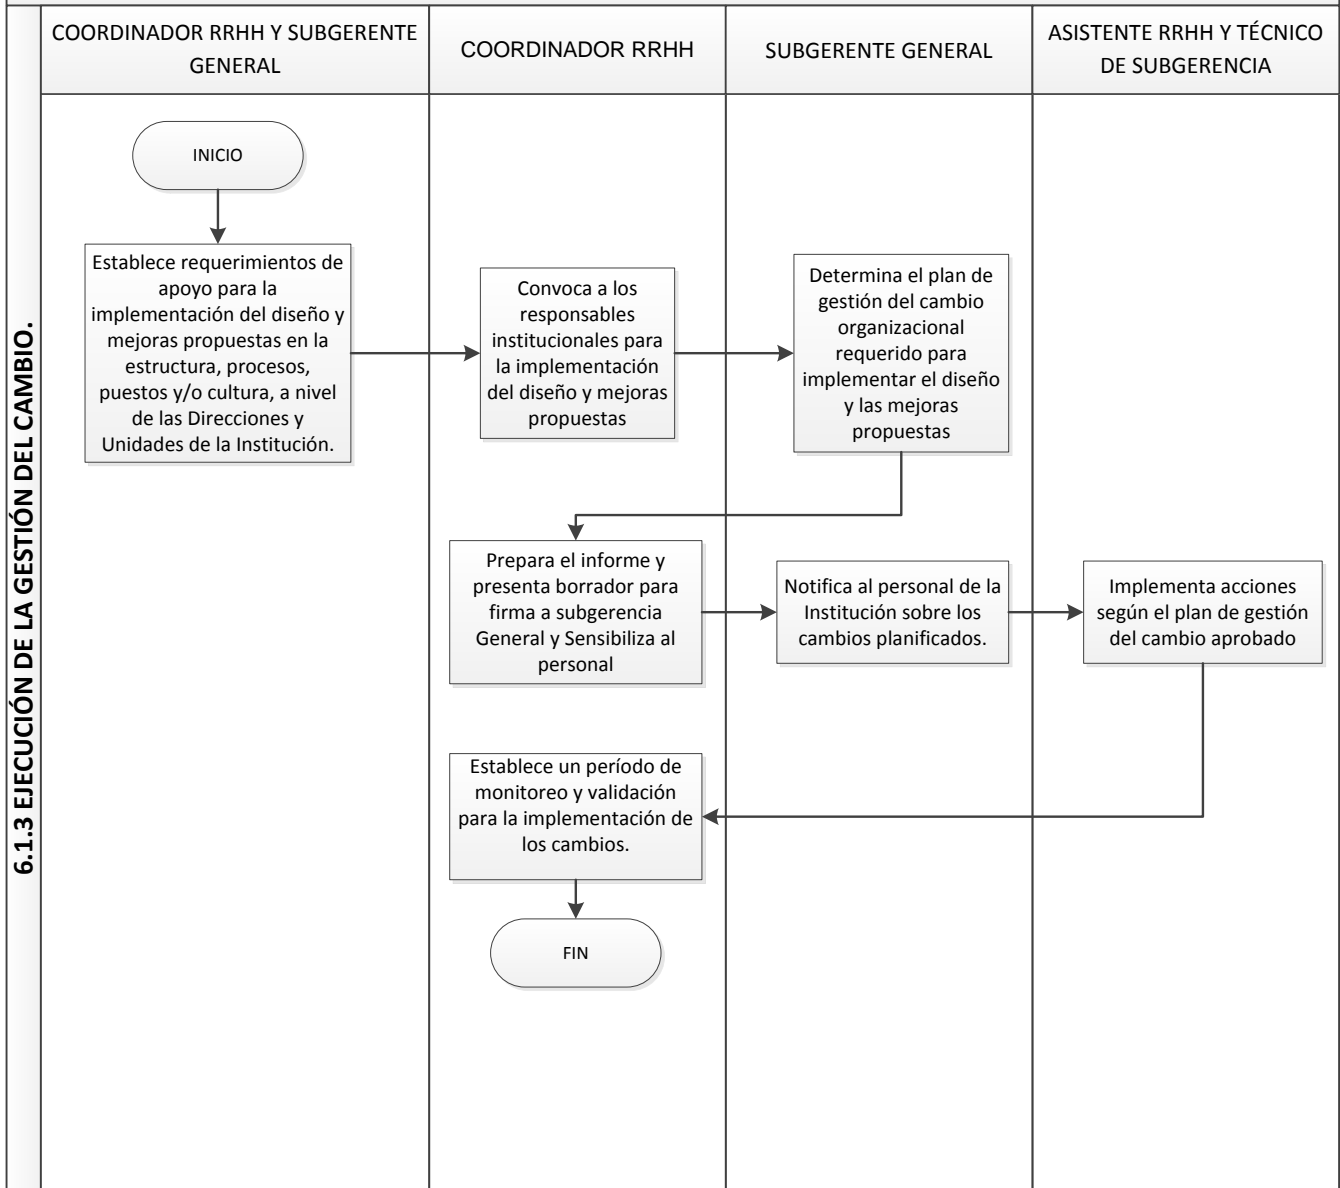 COORDINADOR RRHH Y SUBGERENTE
GENERAL
COORDINADOR RRHH
SUBGERENTE GENERAL
ASISTENTE RRHH Y TÉCNICO
DE SUBGERENCIA
6.1.3 EJECUCIÓN DE LA GESTIÓN DEL CAMBIO.
INICIO
Establece requerimientos de
apoyo para la
implementación del diseño y
mejoras propuestas en la
estructura, procesos,
puestos y/o cultura, a nivel
de las Direcciones y
Unidades de la Institución.
Convoca a los
responsables
institucionales para
la implementación
del diseño y mejoras
propuestas
Determina el plan de
gestión del cambio
organizacional
requerido para
implementar el diseño
y las mejoras
propuestas
Prepara el informe y
presenta borrador para
firma a subgerencia
General y Sensibiliza al
personal
Notifica al personal de la
Institución sobre los
cambios planificados.
Implementa acciones
según el plan de gestión
del cambio aprobado
Establece un período de
monitoreo y validación
para la implementación de
los cambios.
FIN